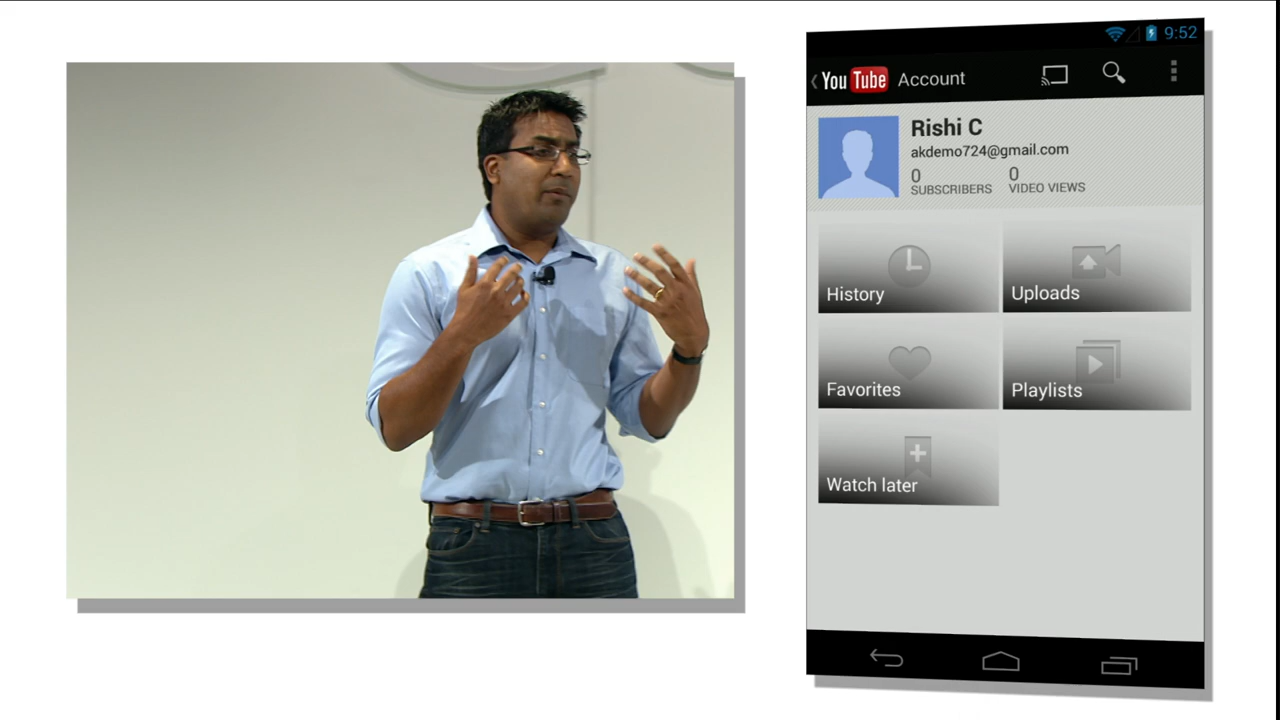 9:52
YouTube Account
Rishi C
akdemo724@gmail.com
0 0
SUBSCRIBERS VIDEO VIEWS
History Uploads
Favorites Playlists
Watch later